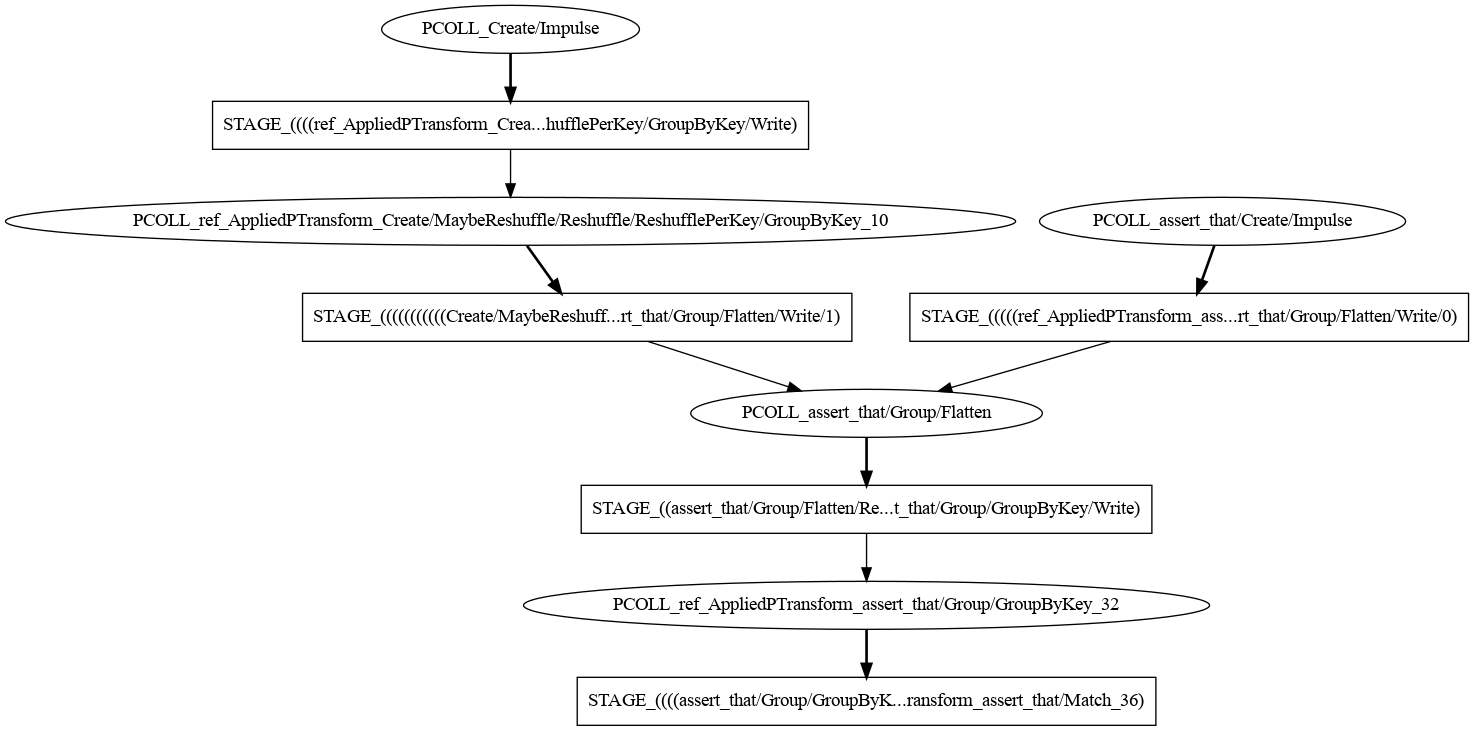 PCOLL_Create/Impulse
STAGE_((((ref_AppliedPTransform_Crea...hufflePerKey/GroupByKey/Write)
PCOLL_ref_AppliedPTransform_Create/MaybeReshuffle/Reshuffle/ReshufflePerKey/GroupByKey_10
PCOLL_assert_that/Create/Impulse
STAGE_(((((((((((Create/MaybeReshuff...rt_that/Group/Flatten/Write/1)
STAGE_(((((ref_AppliedPTransform_ass...rt_that/Group/Flatten/Write/0)
PCOLL_assert_that/Group/Flatten
STAGE_((assert_that/Group/Flatten/Re...t_that/Group/GroupByKey/Write)
PCOLL_ref_AppliedPTransform_assert_that/Group/GroupByKey_32
STAGE_((((assert_that/Group/GroupByK...ransform_assert_that/Match_36)